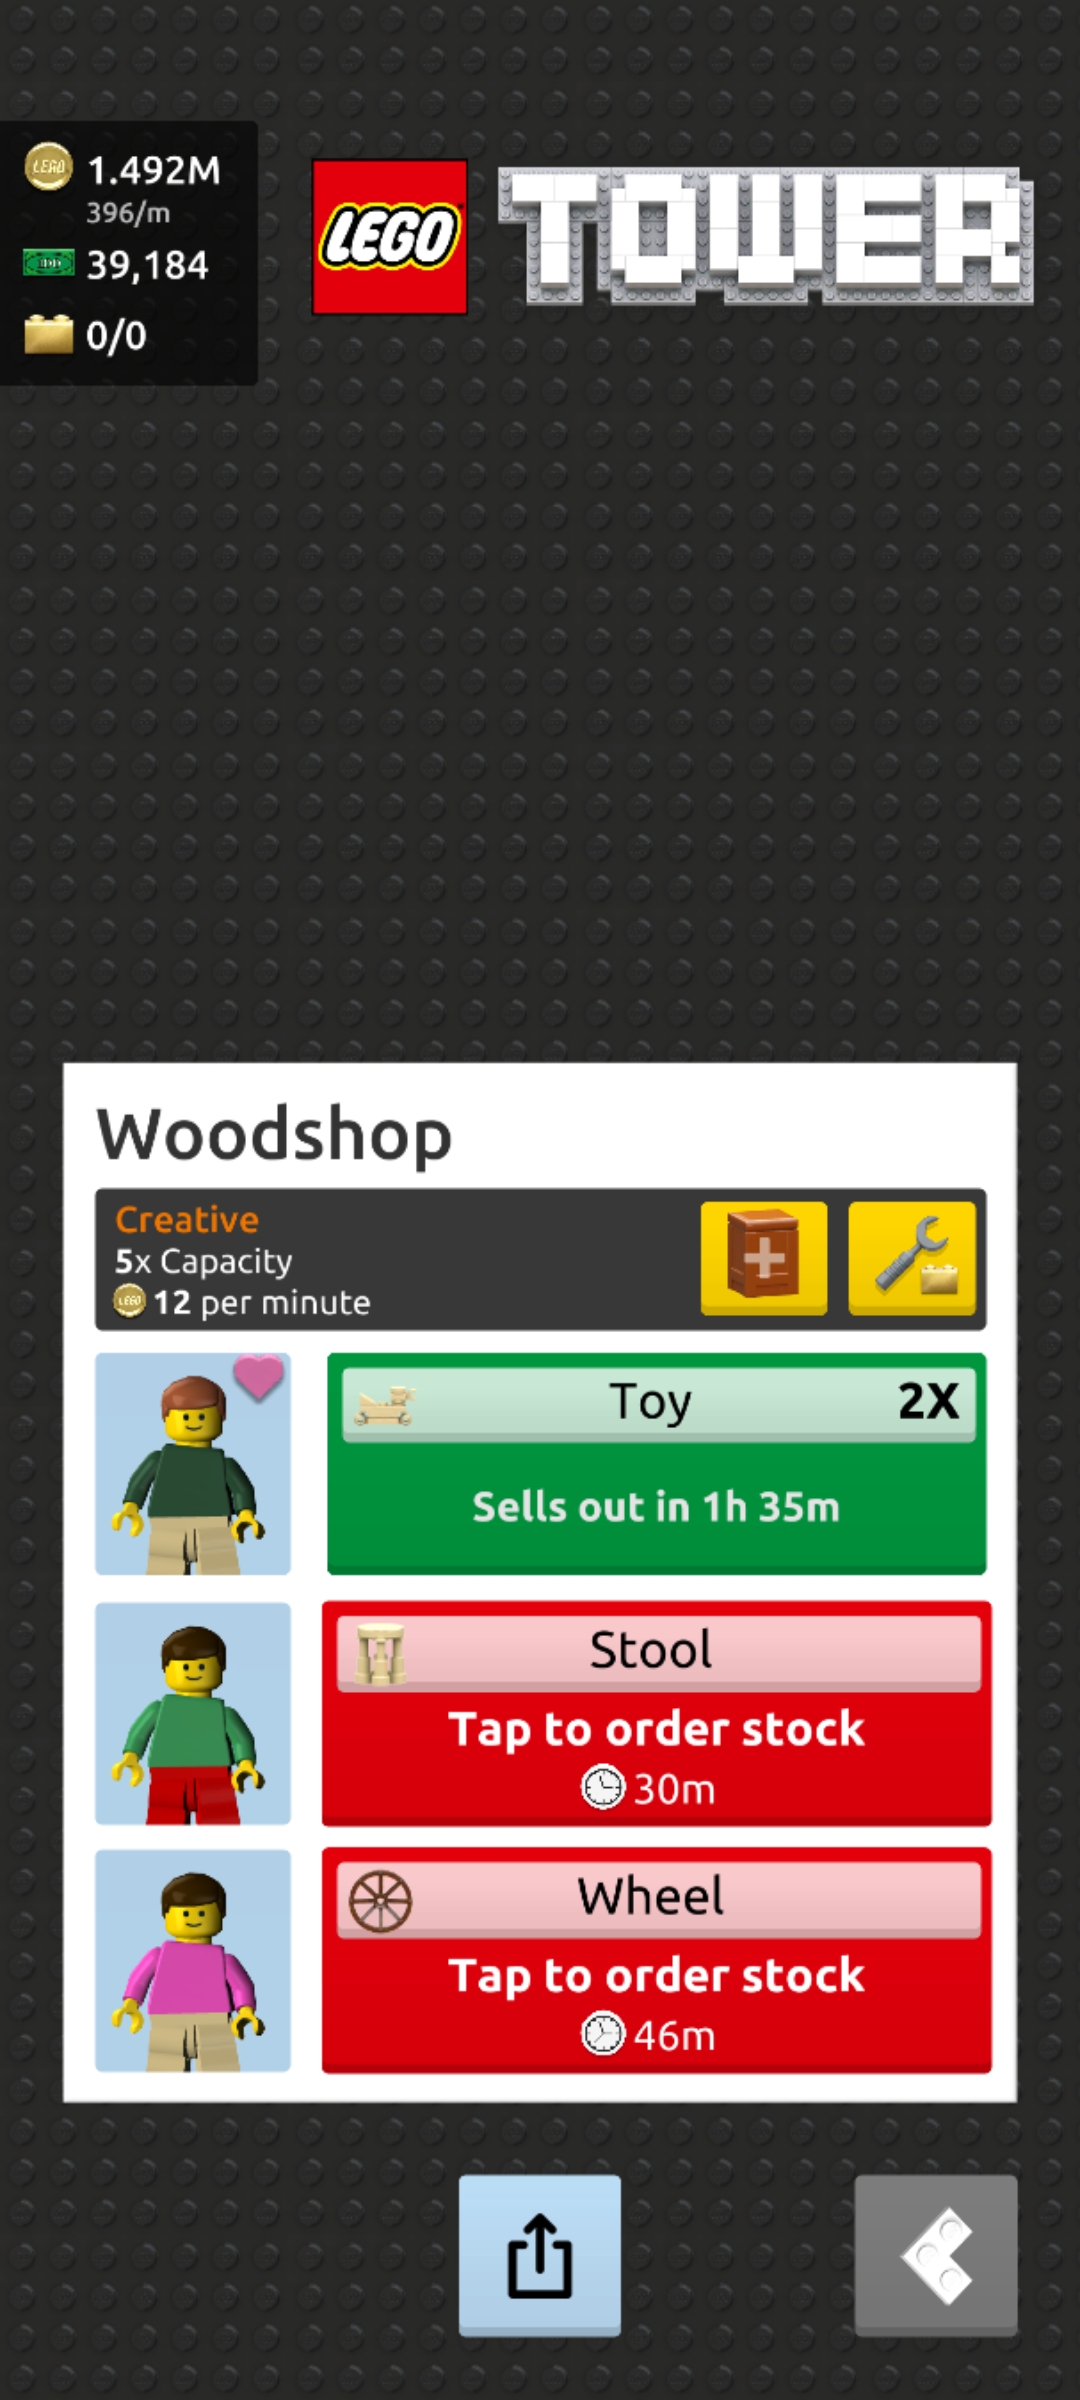 1.492M
396/m
39,184
0/0
LEGO
TOWER
Woodshop
Creative
5x Capacity
12 per minute
Toy 2X
Sells out in 1h 35m
Stool
Tap to order stock
30m
Wheel
Tap to order stock
46m